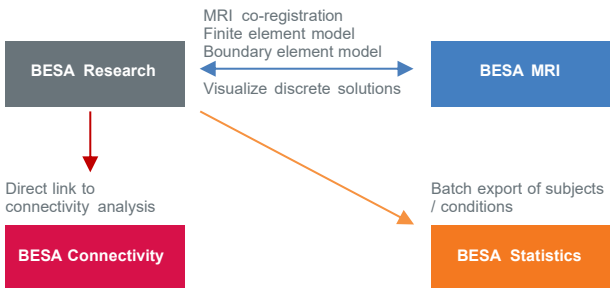 MRI co-registration
Finite element model
Boundary element model
BESA Research
BESA MRI
Visualize discrete solutions
Direct link to
connectivity analysis
Batch export of subjects
/ conditions
BESA Connectivity
BESA Statistics